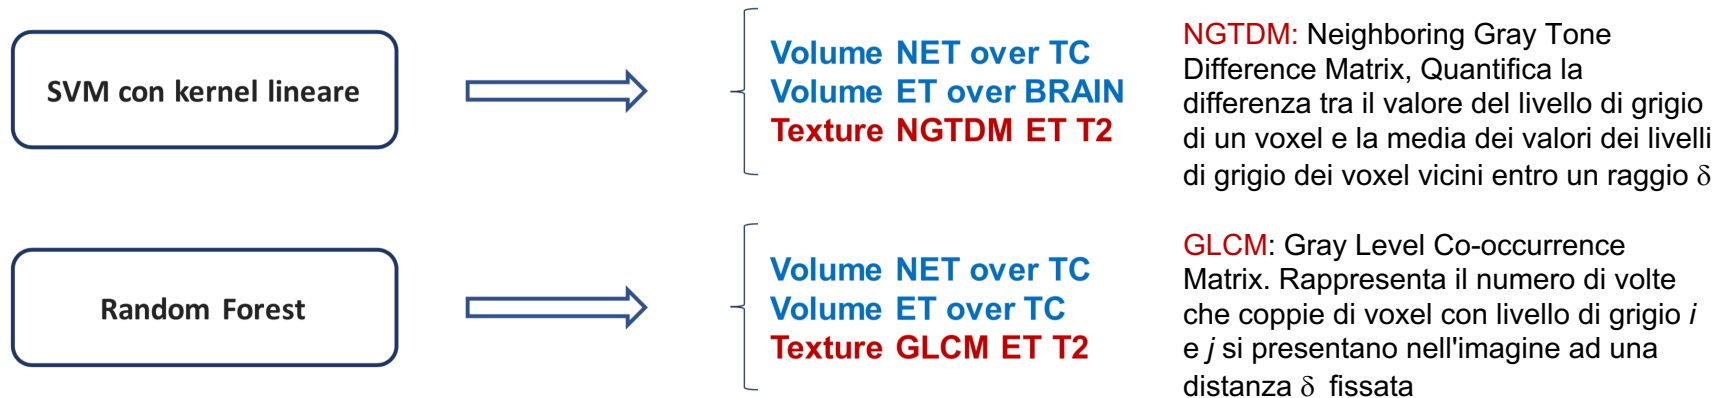 SVM con kernel lineare
Volume NET over TC
Volume ET over BRAIN
Texture NGTDM ET T2
NGTDM: Neighboring Gray Tone
Difference Matrix, Quantifica la
differenza tra il valore del livello di grigio
di un voxel e la media dei valori dei livelli
di grigio dei voxel vicini entro un raggio δ
Random Forest
Volume NET over TC
Volume ET over TC
Texture GLCM ET T2
GLCM: Gray Level Co-occurrence
Matrix. Rappresenta il numero di volte
che coppie di voxel con livello di grigio i
e j si presentano nell'imagine ad una
distanza δ fissata